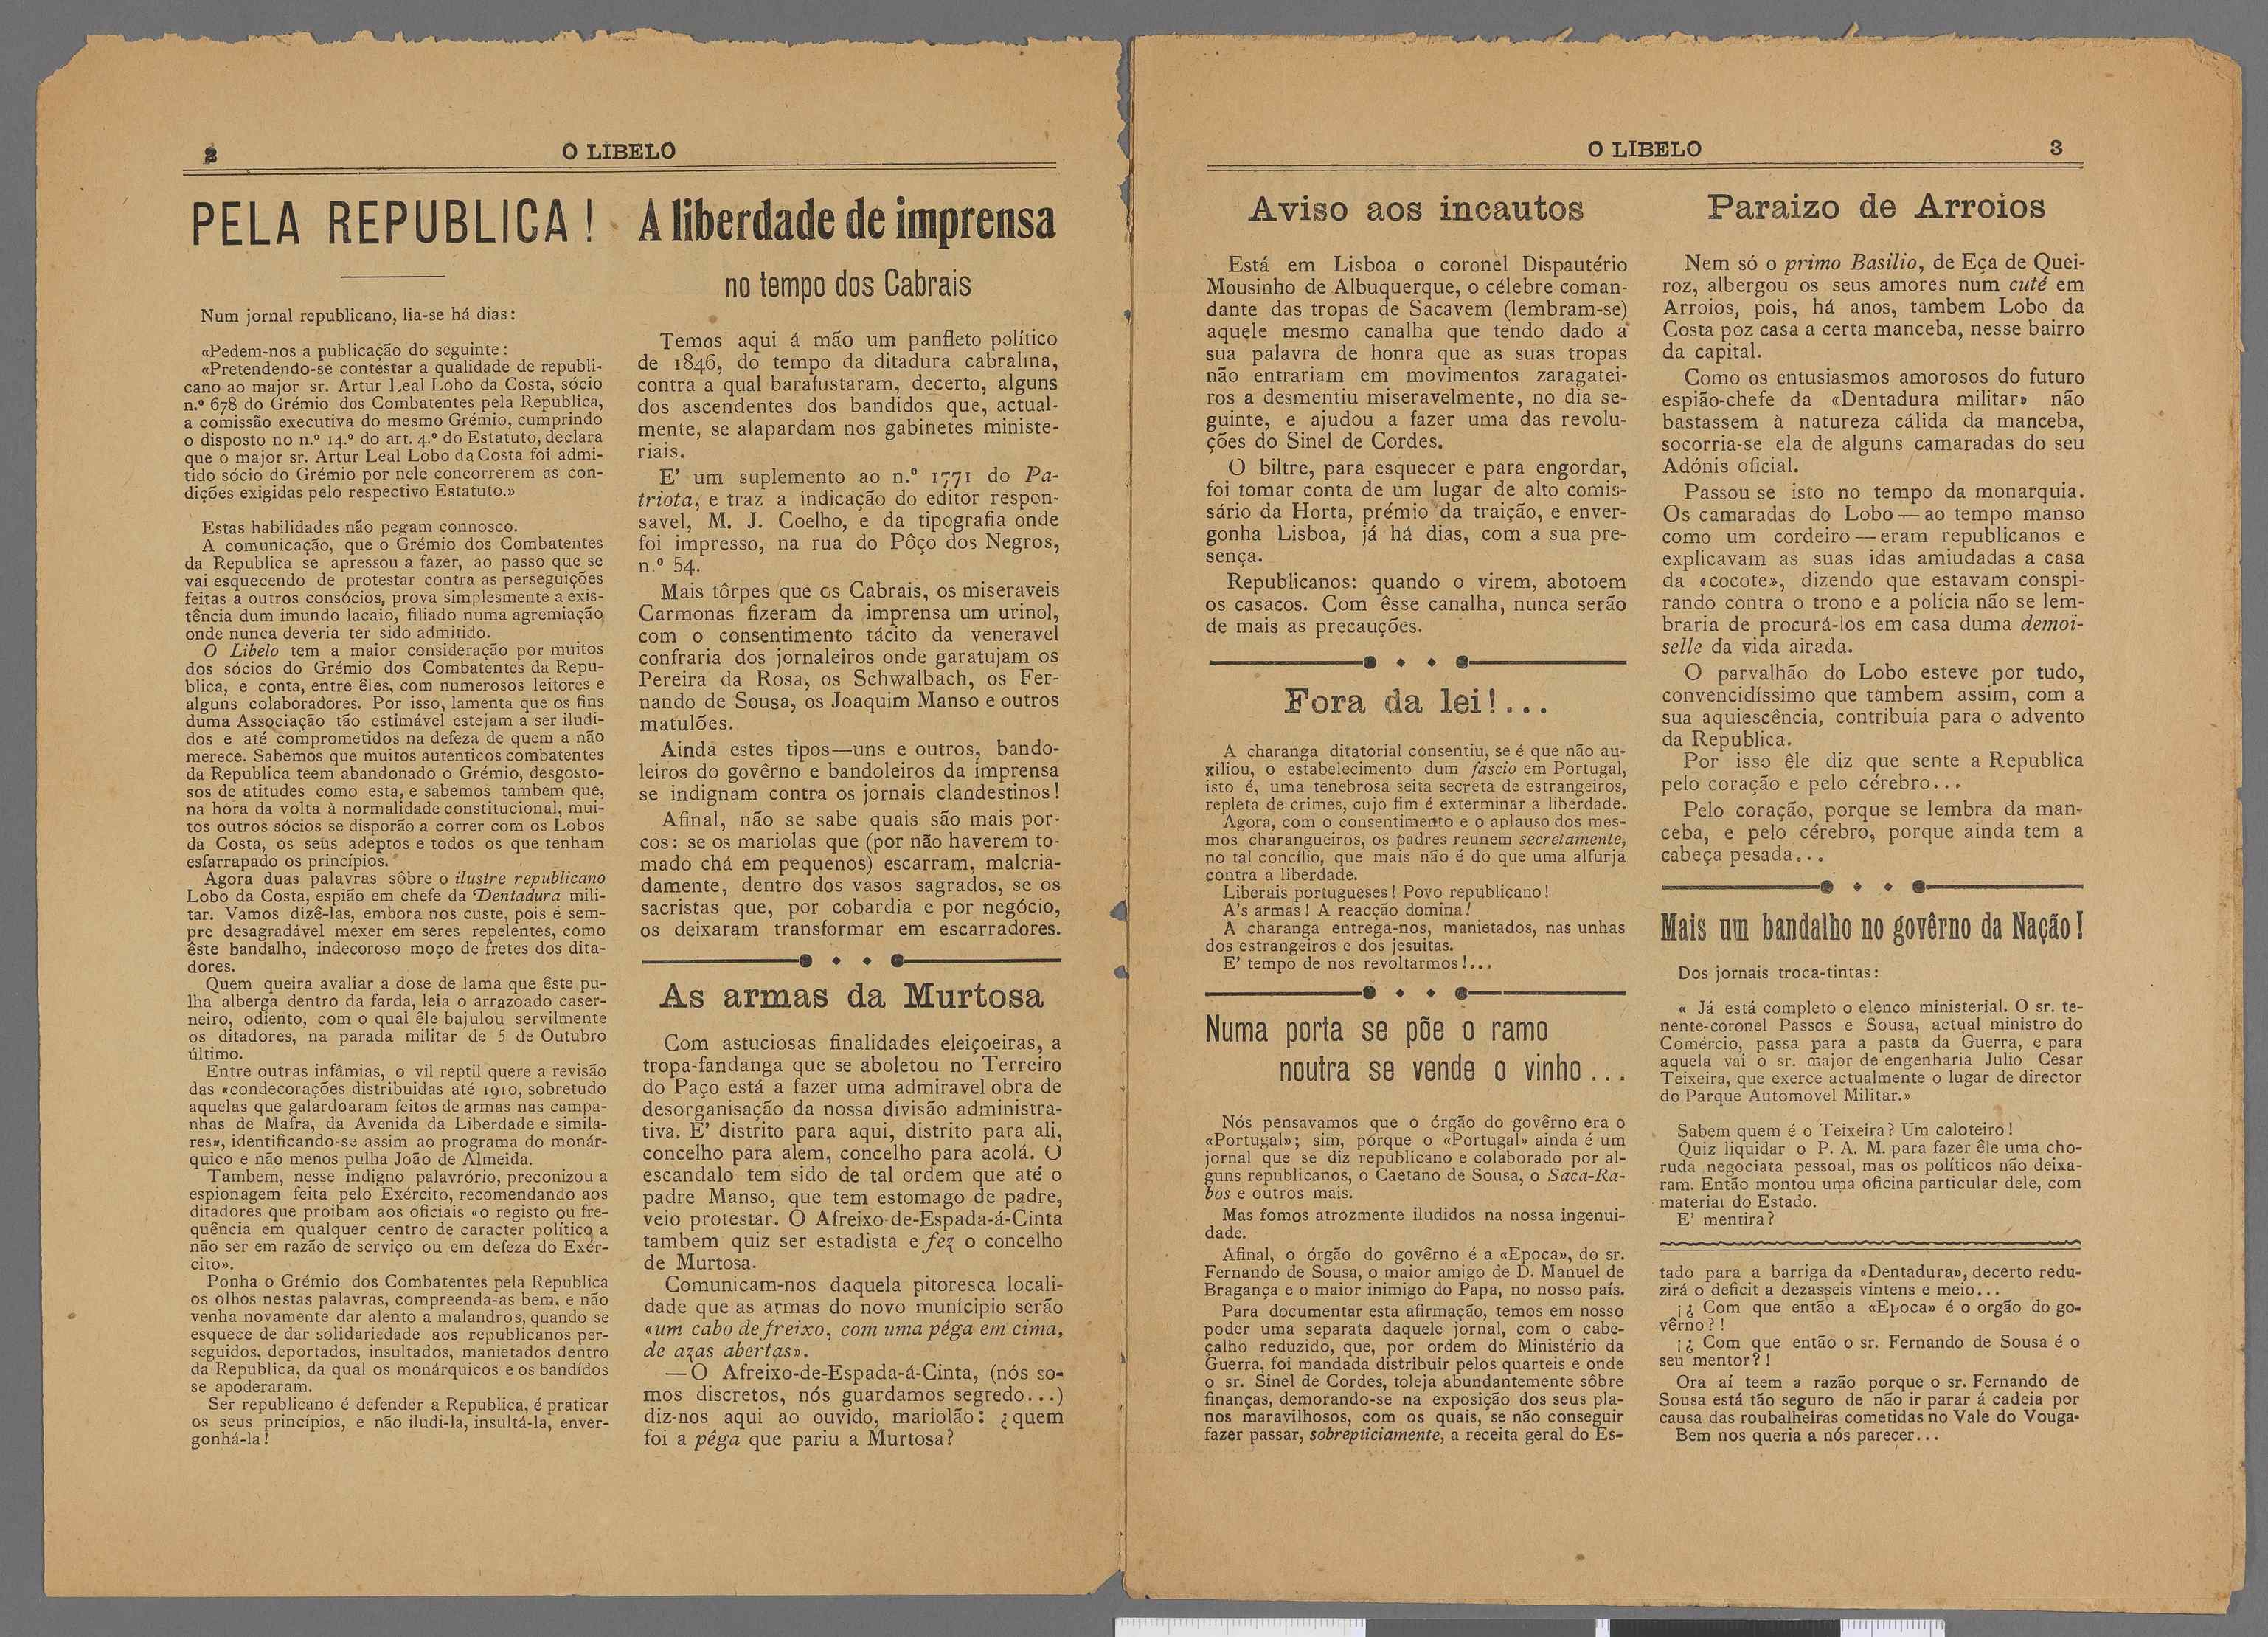 2
O LIBELO
PELA REPUBLICA!
Num jornal republicano, lia-se há dias:
«Pedem-nos a publicação do seguinte:
«Pretendendo-se contestar a qualidade de republi-
cano ao major sr. Artur Leal Lobo da Costa, sócio
n.º 678 do Grémio dos Combatentes pela Republica,
a comissão executiva do mesmo Grémio, cumprindo
o disposto no n.º 14.º do art. 4.º do Estatuto, declara
que o major sr. Artur Leal Lobo da Costa foi admi-
tido sócio do Grémio por nele concorrerem as con-
dições exigidas pelo respectivo Estatuto.»
Estas habilidades não pegam connosco.
A comunicação, que o Grémio dos Combatentes
da Republica se apressou a fazer, ao passo que se
vai esquecendo de protestar contra as perseguições
feitas a outros consócios, prova simplesmente a exis-
tência dum imundo lacaio, filiado numa agremiação
onde nunca deveria ter sido admitido.
O Libelo tem a maior consideração por muitos
dos sócios do Grémio dos Combatentes da Repu-
blica, e conta, entre êles, com numerosos leitores e
alguns colaboradores. Por isso, lamenta que os fins
duma Associação tão estimável estejam a ser iludi-
dos e até comprometidos na defeza de quem a não
merece. Sabemos que muitos autenticos combatentes
da Republica teem abandonado o Grémio, desgosto-
sos de atitudes como esta, e sabemos tambem que,
na hora da volta à normalidade constitucional, mui-
tos outros sócios se disporão a correr com os Lobos
da Costa, os seus adeptos e todos os que tenham
esfarrapado os princípios.
Agora duas palavras sôbre o ilustre republicano
Lobo da Costa, espião em chefe da Dentadura mili-
tar. Vamos dizê-las, embora nos custe, pois é sem-
pre desagradável mexer em seres repelentes, como
êste bandalho, indecoroso moço de fretes dos dita-
dores.
Quem queira avaliar a dose de lama que êste pu-
lha alberga dentro da farda, leia o arrazoado caser-
neiro, odiento, com o qual êle bajulou servilmente
os ditadores, na parada militar de 5 de Outubro
último.
Entre outras infâmias, o vil reptil quere a revisão
das «condecorações distribuidas até 1910, sobretudo
aquelas que galardoaram feitos de armas nas campa-
nhas de Mafra, da Avenida da Liberdade e simila-
res», identificando-se assim ao programa do monár-
quico e não menos pulha João de Almeida.
Tambem, nesse indigno palavrório, preconizou a
espionagem feita pelo Exército, recomendando aos
ditadores que proibam aos oficiais «o registo ou fre-
quência em qualquer centro de caracter político a
não ser em razão de serviço ou em defeza do Exér-
cito».
Ponha o Grémio dos Combatentes pela Republica
os olhos nestas palavras, compreenda-as bem, e não
venha novamente dar alento a malandros, quando se
esquece de dar solidariedade aos republicanos per-
seguidos, deportados, insultados, manietados dentro
da Republica, da qual os monárquicos e os bandídos
se apoderaram.
Ser republicano é defender a Republica, é praticar
os seus princípios, e não iludi-la, insultá-la, enver-
gonhá-la!
A liberdade de imprensa
no tempo dos Cabrais
Temos aqui á mão um panfleto político
de 1846, do tempo da ditadura cabralina,
contra a qual barafustaram, decerto, alguns
dos ascendentes dos bandidos que, actual-
mente, se alapardam nos gabinetes ministe-
riais.
E' um suplemento ao n.º 1771 do Pa-
triota, e traz a indicação do editor respon-
savel, M. J. Coelho, e da tipografia onde
foi impresso, na rua do Pôço dos Negros,
n.º 54.
Mais tôrpes que os Cabrais, os miseraveis
Carmonas fizeram da imprensa um urinol,
com o consentimento tácito da veneravel
confraria dos jornaleiros onde garatujam os
Pereira da Rosa, os Schwalbach, os Fer-
nando de Sousa, os Joaquim Manso e outros
matulões.
Ainda estes tipos—uns e outros, bando-
leiros do govêrno e bandoleiros da imprensa
se indignam contra os jornais clandestinos!
Afinal, não se sabe quais são mais por-
cos: se os mariolas que (por não haverem to-
mado chá em pequenos) escarram, malcria-
damente, dentro dos vasos sagrados, se os
sacristas que, por cobardia e por negócio,
os deixaram transformar em escarradores.
As armas da Murtosa
Com astuciosas finalidades eleiçoeiras, a
tropa-fandanga que se aboletou no Terreiro
do Paço está a fazer uma admiravel obra de
desorganisação da nossa divisão administra-
tiva. E' distrito para aqui, distrito para ali,
concelho para alem, concelho para acolá. O
escandalo tem sido de tal ordem que até o
padre Manso, que tem estomago de padre,
veio protestar. O Afreixo-de-Espada-á-Cinta
tambem quiz ser estadista e fez o concelho
de Murtosa.
Comunicam-nos daquela pitoresca locali-
dade que as armas do novo município serão
«um cabo de freixo, com uma pêga em cima,
de azas abertas».
—O Afreixo-de-Espada-á-Cinta, (nós so-
mos discretos, nós guardamos segredo...)
diz-nos aqui ao ouvido, mariolão: ¿quem
foi a pêga que pariu a Murtosa?
O LIBELO
3
Aviso aos incautos
Está em Lisboa o coronel Dispautério
Mousinho de Albuquerque, o célebre coman-
dante das tropas de Sacavem (lembram-se)
aquele mesmo canalha que tendo dado a
sua palavra de honra que as suas tropas
não entrariam em movimentos zaragatei-
ros a desmentiu miseravelmente, no dia se-
guinte, e ajudou a fazer uma das revolu-
ções do Sinel de Cordes.
O biltre, para esquecer e para engordar,
foi tomar conta de um lugar de alto comis-
sário da Horta, prémio da traição, e enver-
gonha Lisboa, já há dias, com a sua pre-
sença.
Republicanos: quando o virem, abotoem
os casacos. Com êsse canalha, nunca serão
de mais as precauções.
Fora da lei!...
A charanga ditatorial consentiu, se é que não au-
xiliou, o estabelecimento dum fascio em Portugal,
isto é, uma tenebrosa seita secreta de estrangeiros,
repleta de crimes, cujo fim é exterminar a liberdade.
Agora, com o consentimento e o aplauso dos mes-
mos charangueiros, os padres reunem secretamente,
no tal concílio, que mais não é do que uma alfurja
contra a liberdade.
Liberais portugueses! Povo republicano!
A's armas! A reacção domina!
A charanga entrega-nos, manietados, nas unhas
dos estrangeiros e dos jesuitas.
E' tempo de nos revoltarmos!...
Numa porta se põe o ramo
noutra se vende o vinho...
Nós pensavamos que o órgão do govêrno era o
«Portugal»; sim, porque o «Portugal» ainda é um
jornal que se diz republicano e colaborado por al-
guns republicanos, o Caetano de Sousa, o Saca-Ra-
bos e outros mais.
Mas fomos atrozmente iludidos na nossa ingenui-
dade.
Afinal, o órgão do govêrno é a «Epoca», do sr.
Fernando de Sousa, o maior amigo de D. Manuel de
Bragança e o maior inimigo do Papa, no nosso país.
Para documentar esta afirmação, temos em nosso
poder uma separata daquele jornal, com o cabe-
çalho reduzido, que, por ordem do Ministério da
Guerra, foi mandada distribuir pelos quarteis e onde
o sr. Sinel de Cordes, toleja abundantemente sôbre
finanças, demorando-se na exposição dos seus pla-
nos maravilhosos, com os quais, se não conseguir
fazer passar, sobrepticiamente, a receita geral do Es-
Paraizo de Arroios
Nem só o primo Basilio, de Eça de Quei-
roz, albergou os seus amores num cuté em
Arroios, pois, há anos, tambem Lobo da
Costa poz casa a certa manceba, nesse bairro
da capital.
Como os entusiasmos amorosos do futuro
espião-chefe da «Dentadura militar» não
bastassem à natureza cálida da manceba,
socorria-se ela de alguns camaradas do seu
Adónis oficial.
Passou se isto no tempo da monarquia.
Os camaradas do Lobo—ao tempo manso
como um cordeiro—eram republicanos e
explicavam as suas idas amiudadas a casa
da «cocote», dizendo que estavam conspi-
rando contra o trono e a polícia não se lem-
braria de procurá-los em casa duma demoi-
selle da vida airada.
O parvalhão do Lobo esteve por tudo,
convencidíssimo que tambem assim, com a
sua aquiescência, contribuia para o advento
da Republica.
Por isso êle diz que sente a Republica
pelo coração e pelo cérebro...
Pelo coração, porque se lembra da man-
ceba, e pelo cérebro, porque ainda tem a
cabeça pesada...
Mais um bandalho no govêrno da Nação!
Dos jornais troca-tintas:
« Já está completo o elenco ministerial. O sr. te-
nente-coronel Passos e Sousa, actual ministro do
Comércio, passa para a pasta da Guerra, e para
aquela vai o sr. major de engenharia Julio Cesar
Teixeira, que exerce actualmente o lugar de director
do Parque Automovel Militar.»
Sabem quem é o Teixeira? Um caloteiro!
Quiz liquidar o P. A. M. para fazer êle uma cho-
ruda negociata pessoal, mas os políticos não deixa-
ram. Então montou uma oficina particular dele, com
material do Estado.
E' mentira?
tado para a barriga da «Dentadura», decerto redu-
zirá o deficit a dezasseis vintens e meio...
¡¿ Com que então a «Epoca» é o orgão do go-
vêrno?!
¡¿ Com que então o sr. Fernando de Sousa é o
seu mentor?!
Ora aí teem a razão porque o sr. Fernando de
Sousa está tão seguro de não ir parar á cadeia por
causa das roubalheiras cometidas no Vale do Vouga.
Bem nos queria a nós parecer...